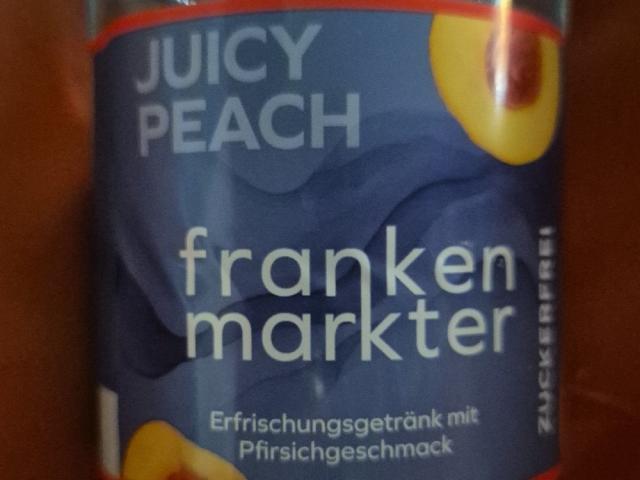 JUICY
PEACH
franken
markter
ZUCKERFREI
Erfrischungsgetränk mit
Pfirsichgeschmack